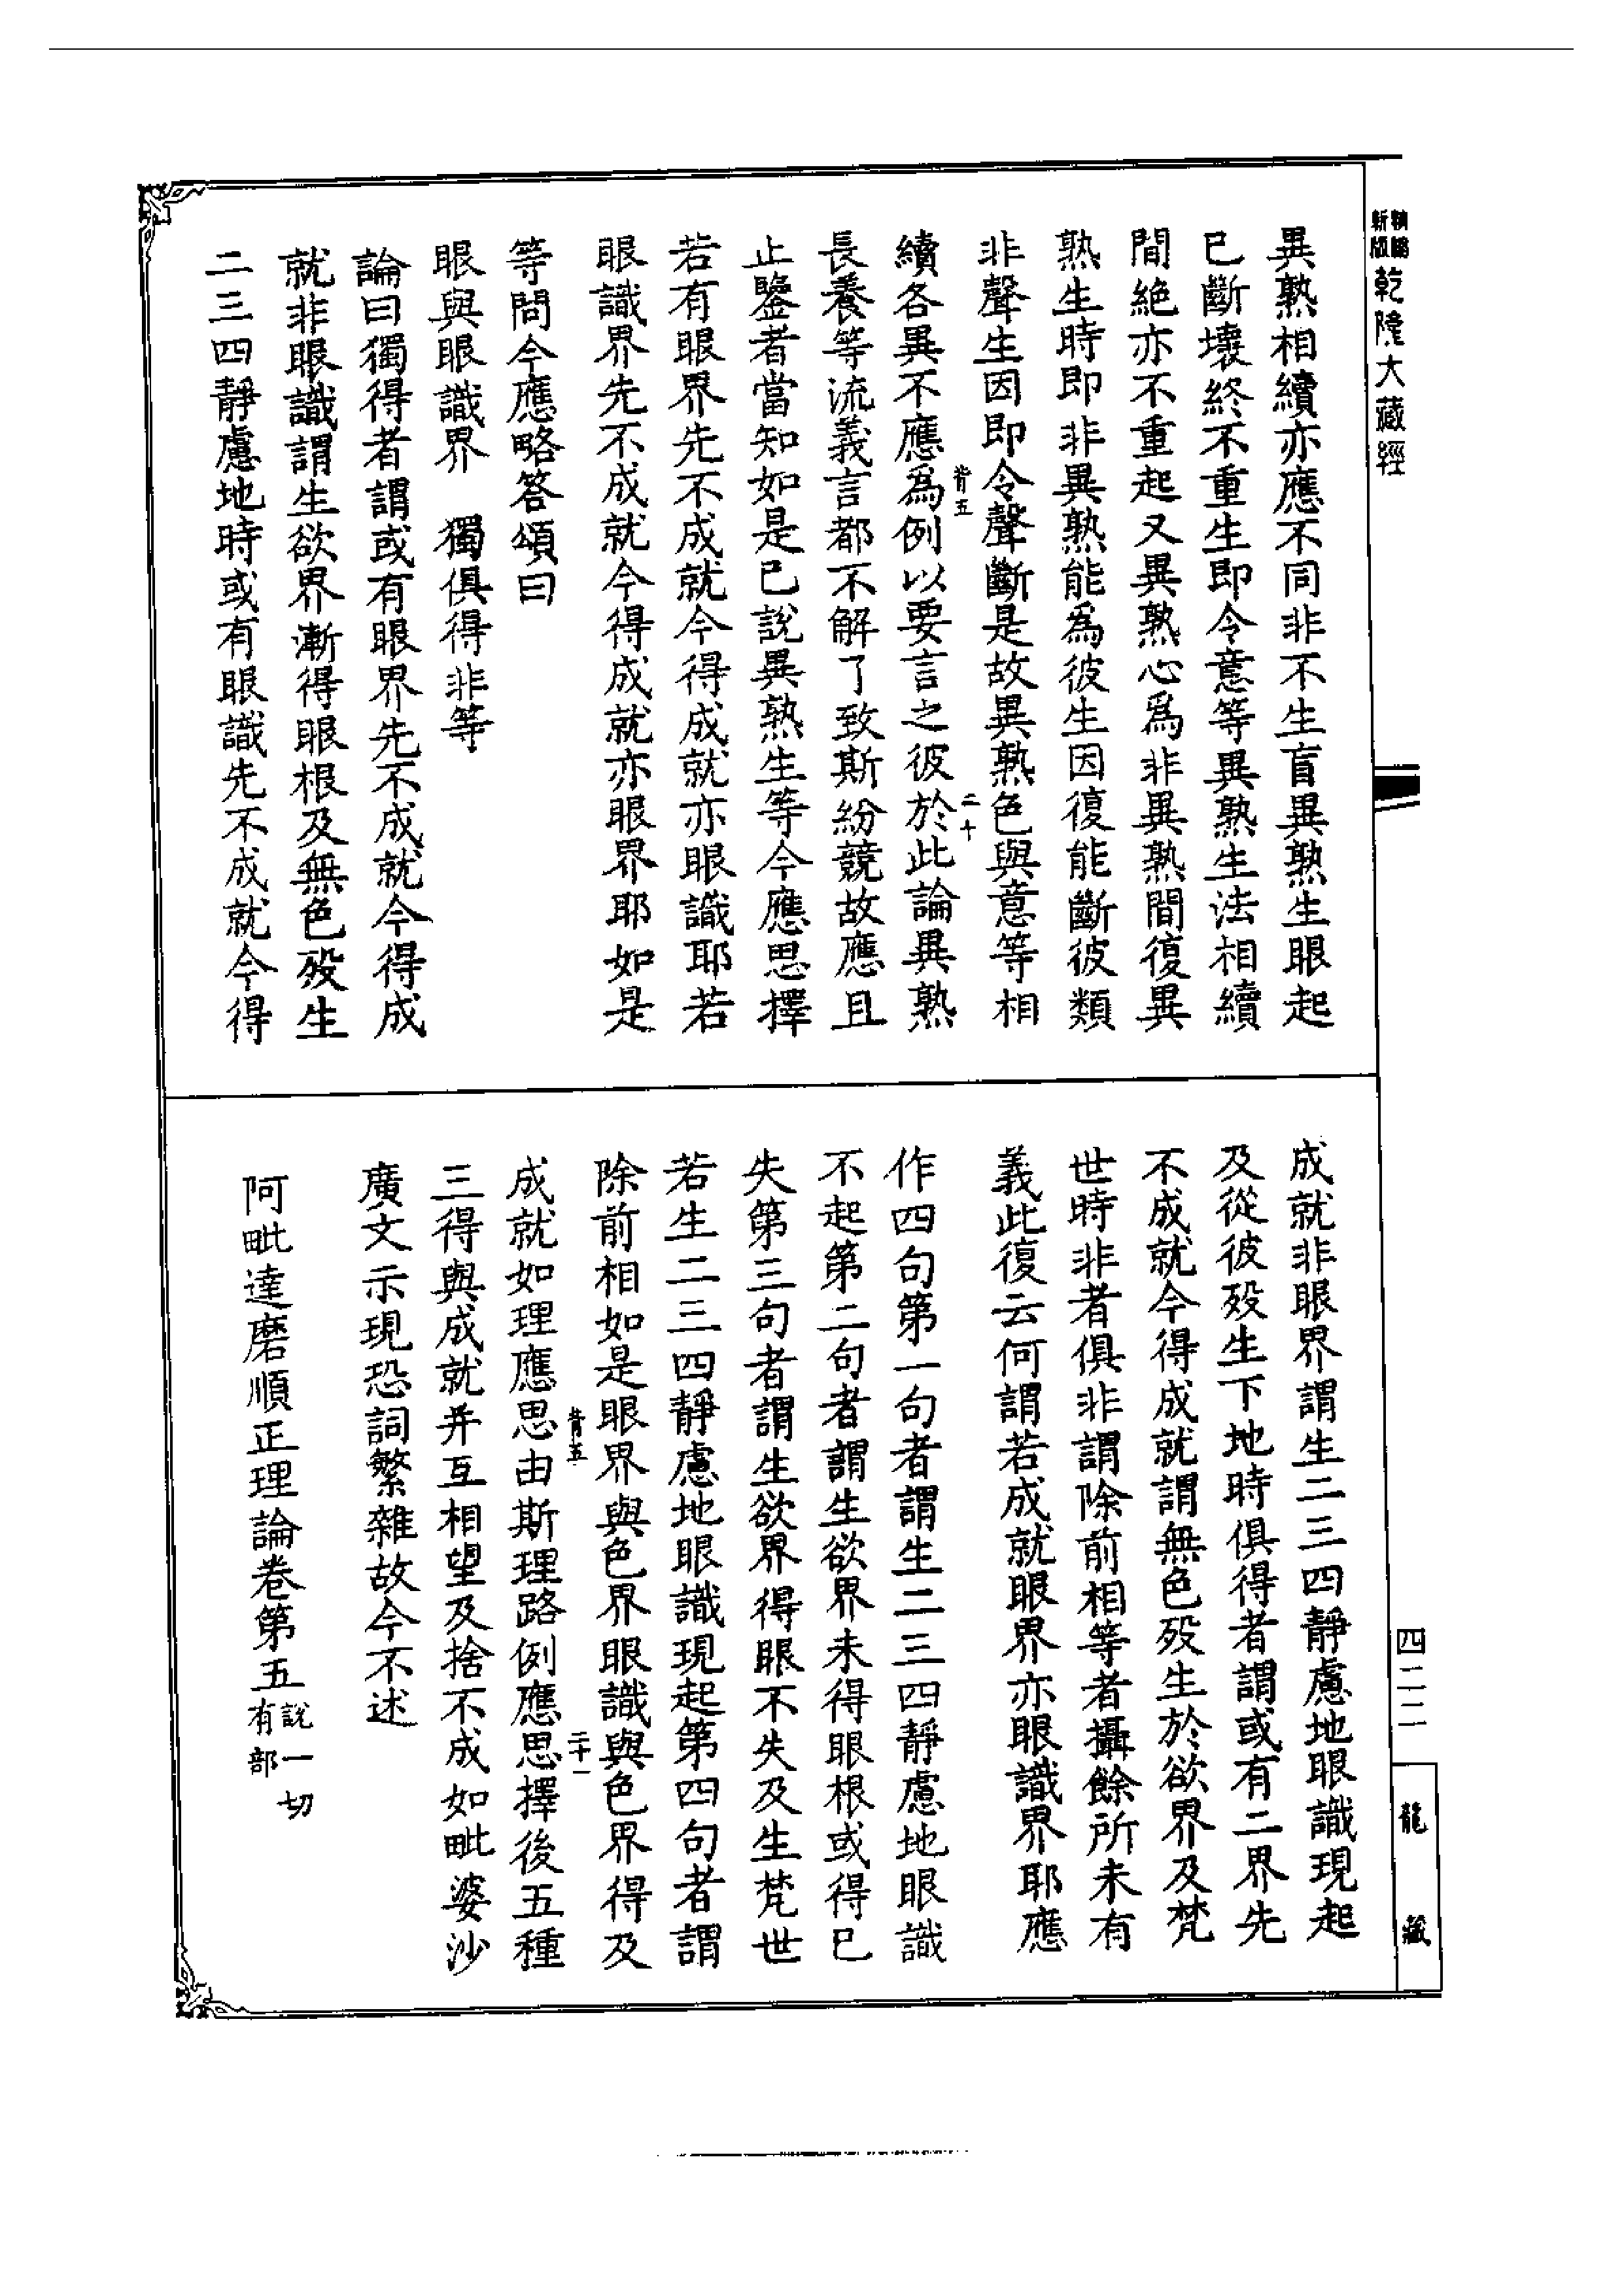 精編
新版
乾隆大藏經
異熟相續亦應不同非不生盲異熟生眼起
已斷壞終不重生即令意等異熟生法相續
間絕亦不重起又異熟心爲非異熟間復異
熟生時即非異熟能爲彼生因復能斷彼類
非聲生因即令聲斷是故異熟色與意等相
背五
二十
續各異不應爲例以要言之彼於此論異熟
長養等流義言都不解了致斯紛競故應且
止鑒者當知如是已說異熟生等今應思擇
若有眼界先不成就今得成就亦眼識耶若
眼識界先不成就今得成就亦眼界耶如是
等問今應略答頌曰
眼與眼識界 獨俱得非等
論曰獨得者謂或有眼界先不成就今得成
就非眼識謂生欲界漸得眼根及無色歿生
二三四靜慮地時或有眼識先不成就今得
成就非眼界謂生二三四靜慮地眼識現起
及從彼歿生下地時俱得者謂或有二界先
不成就今得成就謂無色歿生於欲界及梵
世時非者俱非謂除前相等者攝餘所未有
義此復云何謂若成就眼界亦眼識界耶應
作四句第一句者謂生二三四靜慮地眼識
不起第二句者謂生欲界未得眼根或得已
失第三句者謂生欲界得眼不失及生梵世
若生二三四靜慮地眼識現起第四句者謂
除前相如是眼界與色界眼識與色界得及
背五
二十一
成就如理應思由斯理路例應思擇後五種
三得與成就并互相望及捨不成如毗婆沙
廣文示現恐詞繁雜故今不述
阿毗達磨順正理論卷第五說一切有部
四二二
龍藏